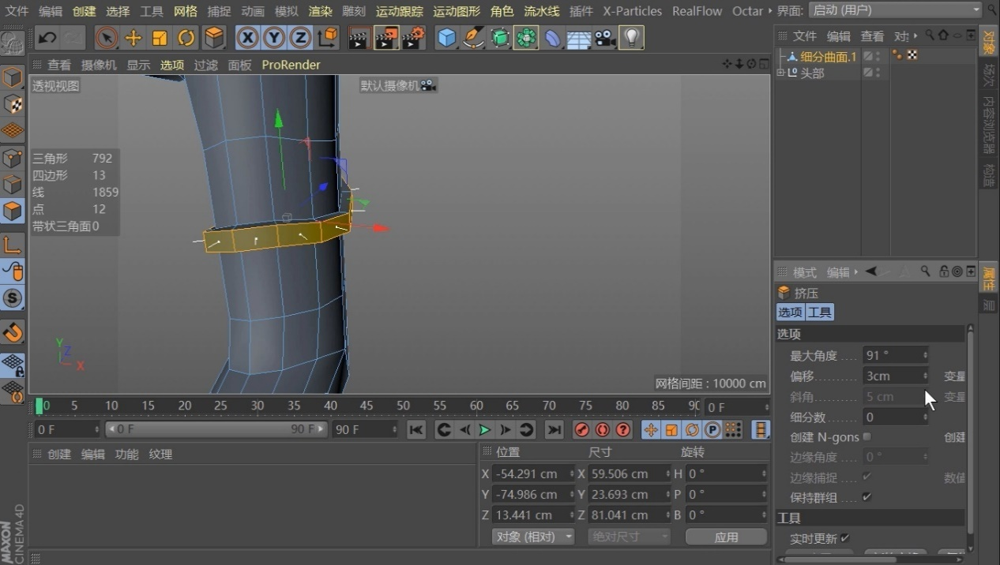 文件 编辑 创建 选择 工具 网格 捕捉 动画 模拟 渲染 雕刻 运动跟踪 运动图形 角色 流水线 插件 X-Particles RealFlow Octar 界面: 启动 (用户)
文件 编辑 查看 对
查看 摄像机 显示 选项 过滤 面板 ProRender
细分曲面.1
头部
透视视图
默认摄像机
三角形 792
四边形 13
线 1859
点 12
带状三角面 0
Y
Z
X
网格间距 : 10000 cm
对象
场次
内容浏览器
构造
模式 编辑
属性
层
挤压
选项 工具
选项
最大角度 .... 91 °
偏移......... 3cm 变量
斜角......... 5 cm 变量
细分数 ...... 0
创建 N-gons 创建
边缘角度 .... 0 °
边缘捕捉 .... 数值
保持群组 ....
工具
实时更新
0 5 10 15 20 25 30 35 40 45 50 55 60 65 70 75 80 85 90 0 F
0 F 0 F 90 F 90 F
创建 编辑 功能 纹理
位置 尺寸 旋转
X -54.291 cm X 59.506 cm H 0 °
Y -74.986 cm Y 23.693 cm P 0 °
Z 13.441 cm Z 81.041 cm B 0 °
对象 (相对) 绝对尺寸 应用
MAXON
CINEMA 4D